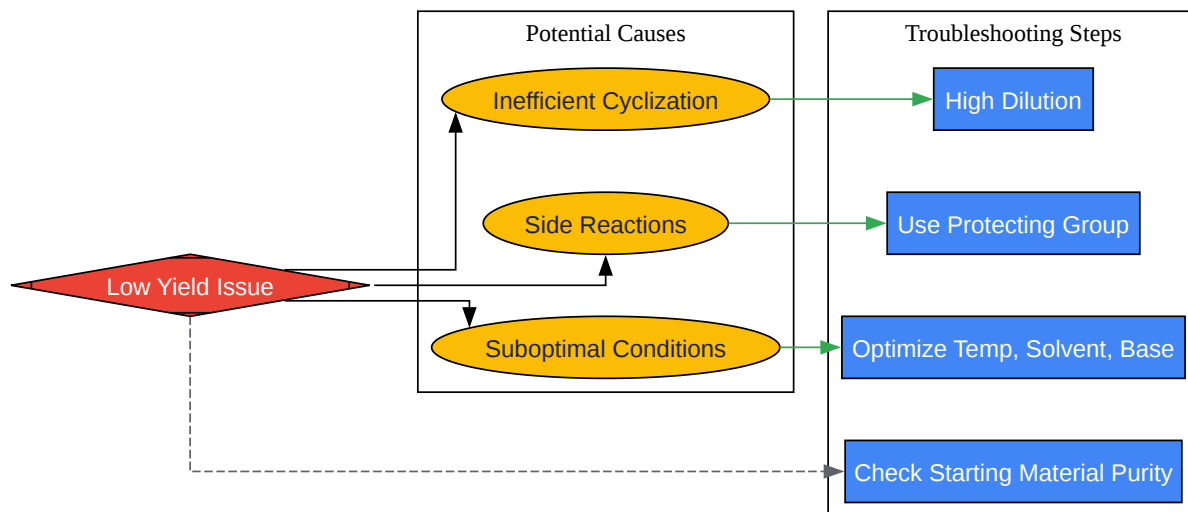 Potential Causes
Troubleshooting Steps
Inefficient Cyclization
High Dilution
Side Reactions
Use Protecting Group
Low Yield Issue
Suboptimal Conditions
Optimize Temp, Solvent, Base
Check Starting Material Purity